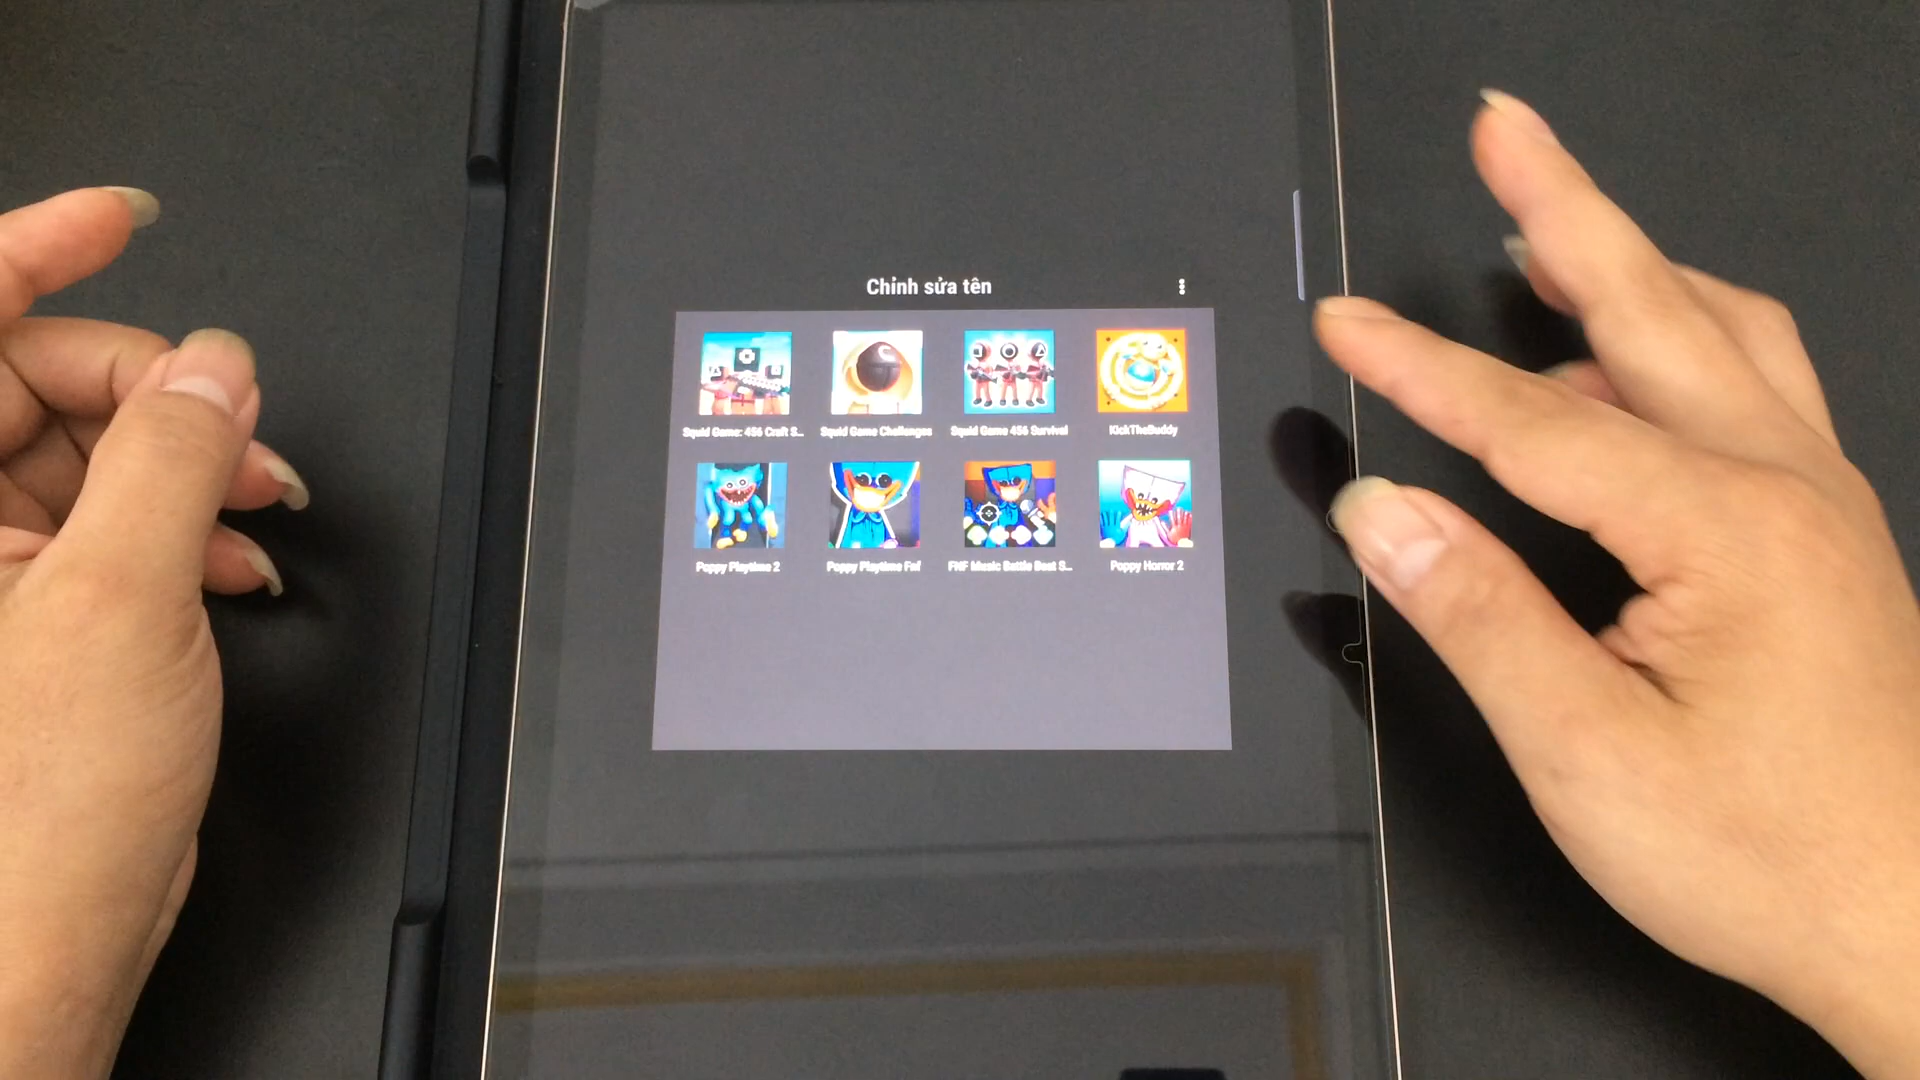 Chỉnh sửa tên
Squid Game: 456 Craft S...
Squid Game Challenges
Squid Game 456 Survival
KickTheBuddy
Poppy Playtime 2
Poppy Playtime Fnf
FNF Music Battle Beat S...
Poppy Horror 2